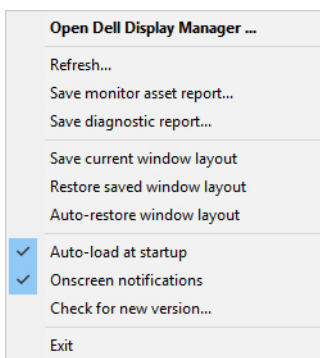 Open Dell Display Manager ...
Refresh...
Save monitor asset report...
Save diagnostic report...
Save current window layout
Restore saved window layout
Auto-restore window layout
Auto-load at startup
Onscreen notifications
Check for new version...
Exit